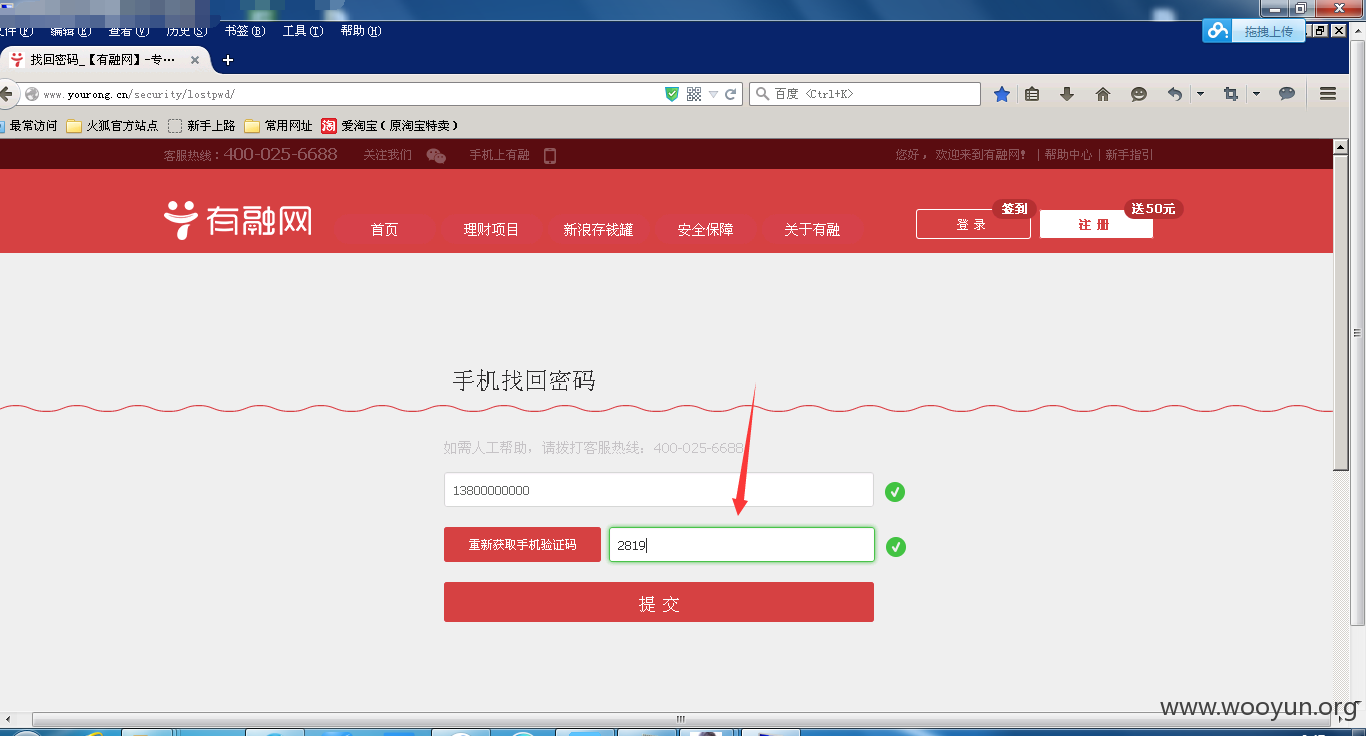 文件(F) 编辑(E) 查看(V) 历史(S) 书签(B) 工具(T) 帮助(H)
拖拽上传
找回密码_【有融网】-专…
www.yourong.cn/security/lostpwd/
百度 <Ctrl+K>
最常访问 火狐官方站点 新手上路 常用网址 淘 爱淘宝(原淘宝特卖)
客服热线:400-025-6688 关注我们 手机上有融 您好,欢迎来到有融网! | 帮助中心 | 新手指引
有融网
首页 理财项目 新浪存钱罐 安全保障 关于有融
登 录 签到 注 册 送50元
手机找回密码
如需人工帮助,请拨打客服热线:400-025-6688
13800000000
重新获取手机验证码 2819
提 交
www.wooyun.org